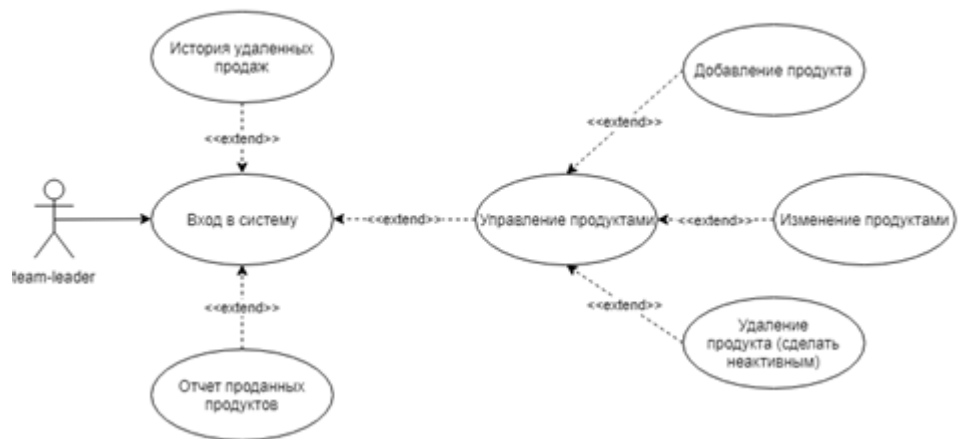 История удаленных
продаж
Добавление продукта
<<extend>>
<<extend>>
Вход в систему
<<extend>>
Управление продуктами
<<extend>>
Изменение продуктами
team-leader
<<extend>>
<<extend>>
Удаление
продукта (сделать
неактивным)
Отчет проданных
продуктов